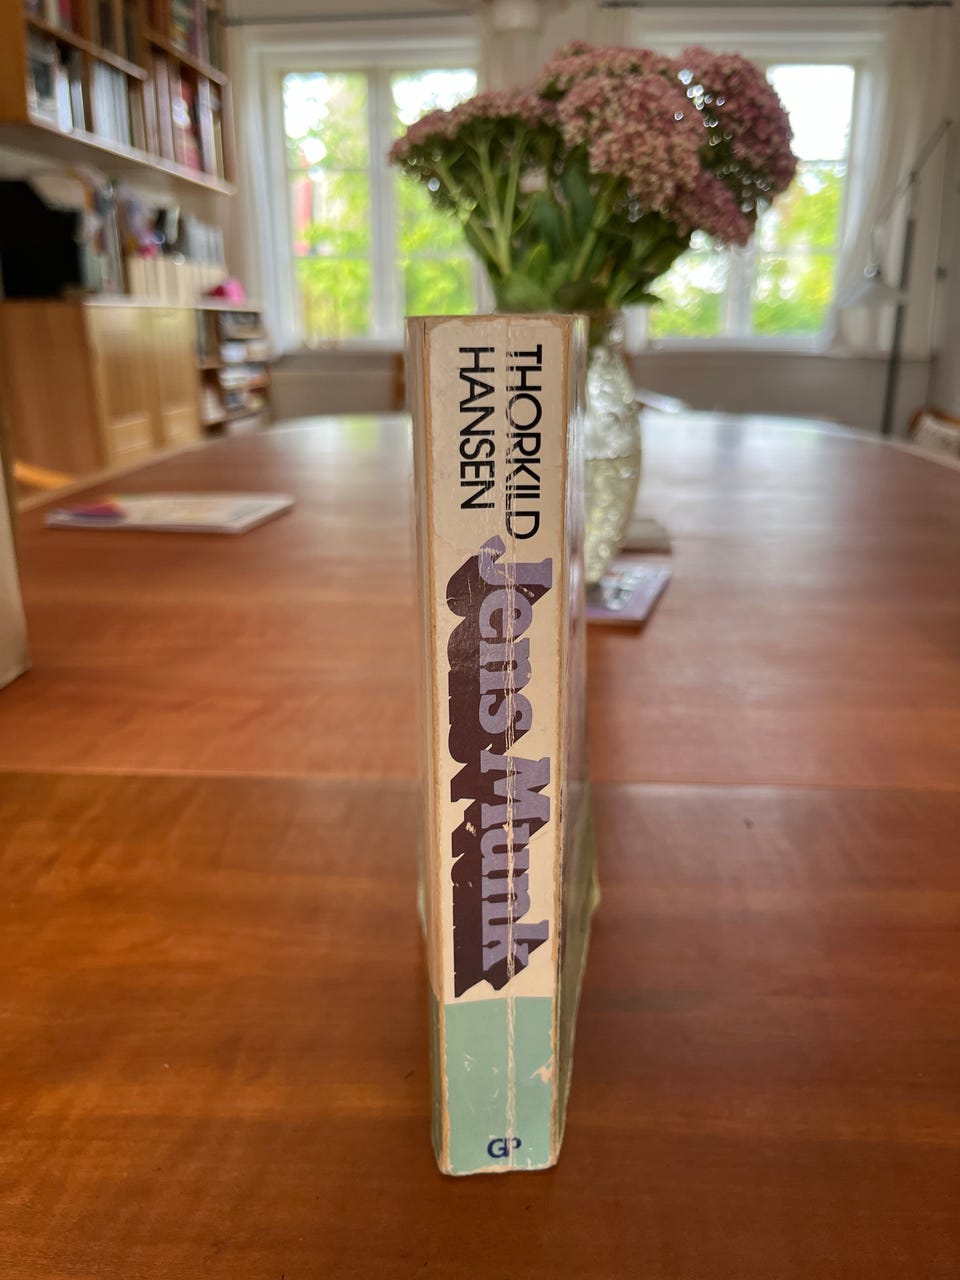 THORKILD
HANSEN
Jens Munk
GP